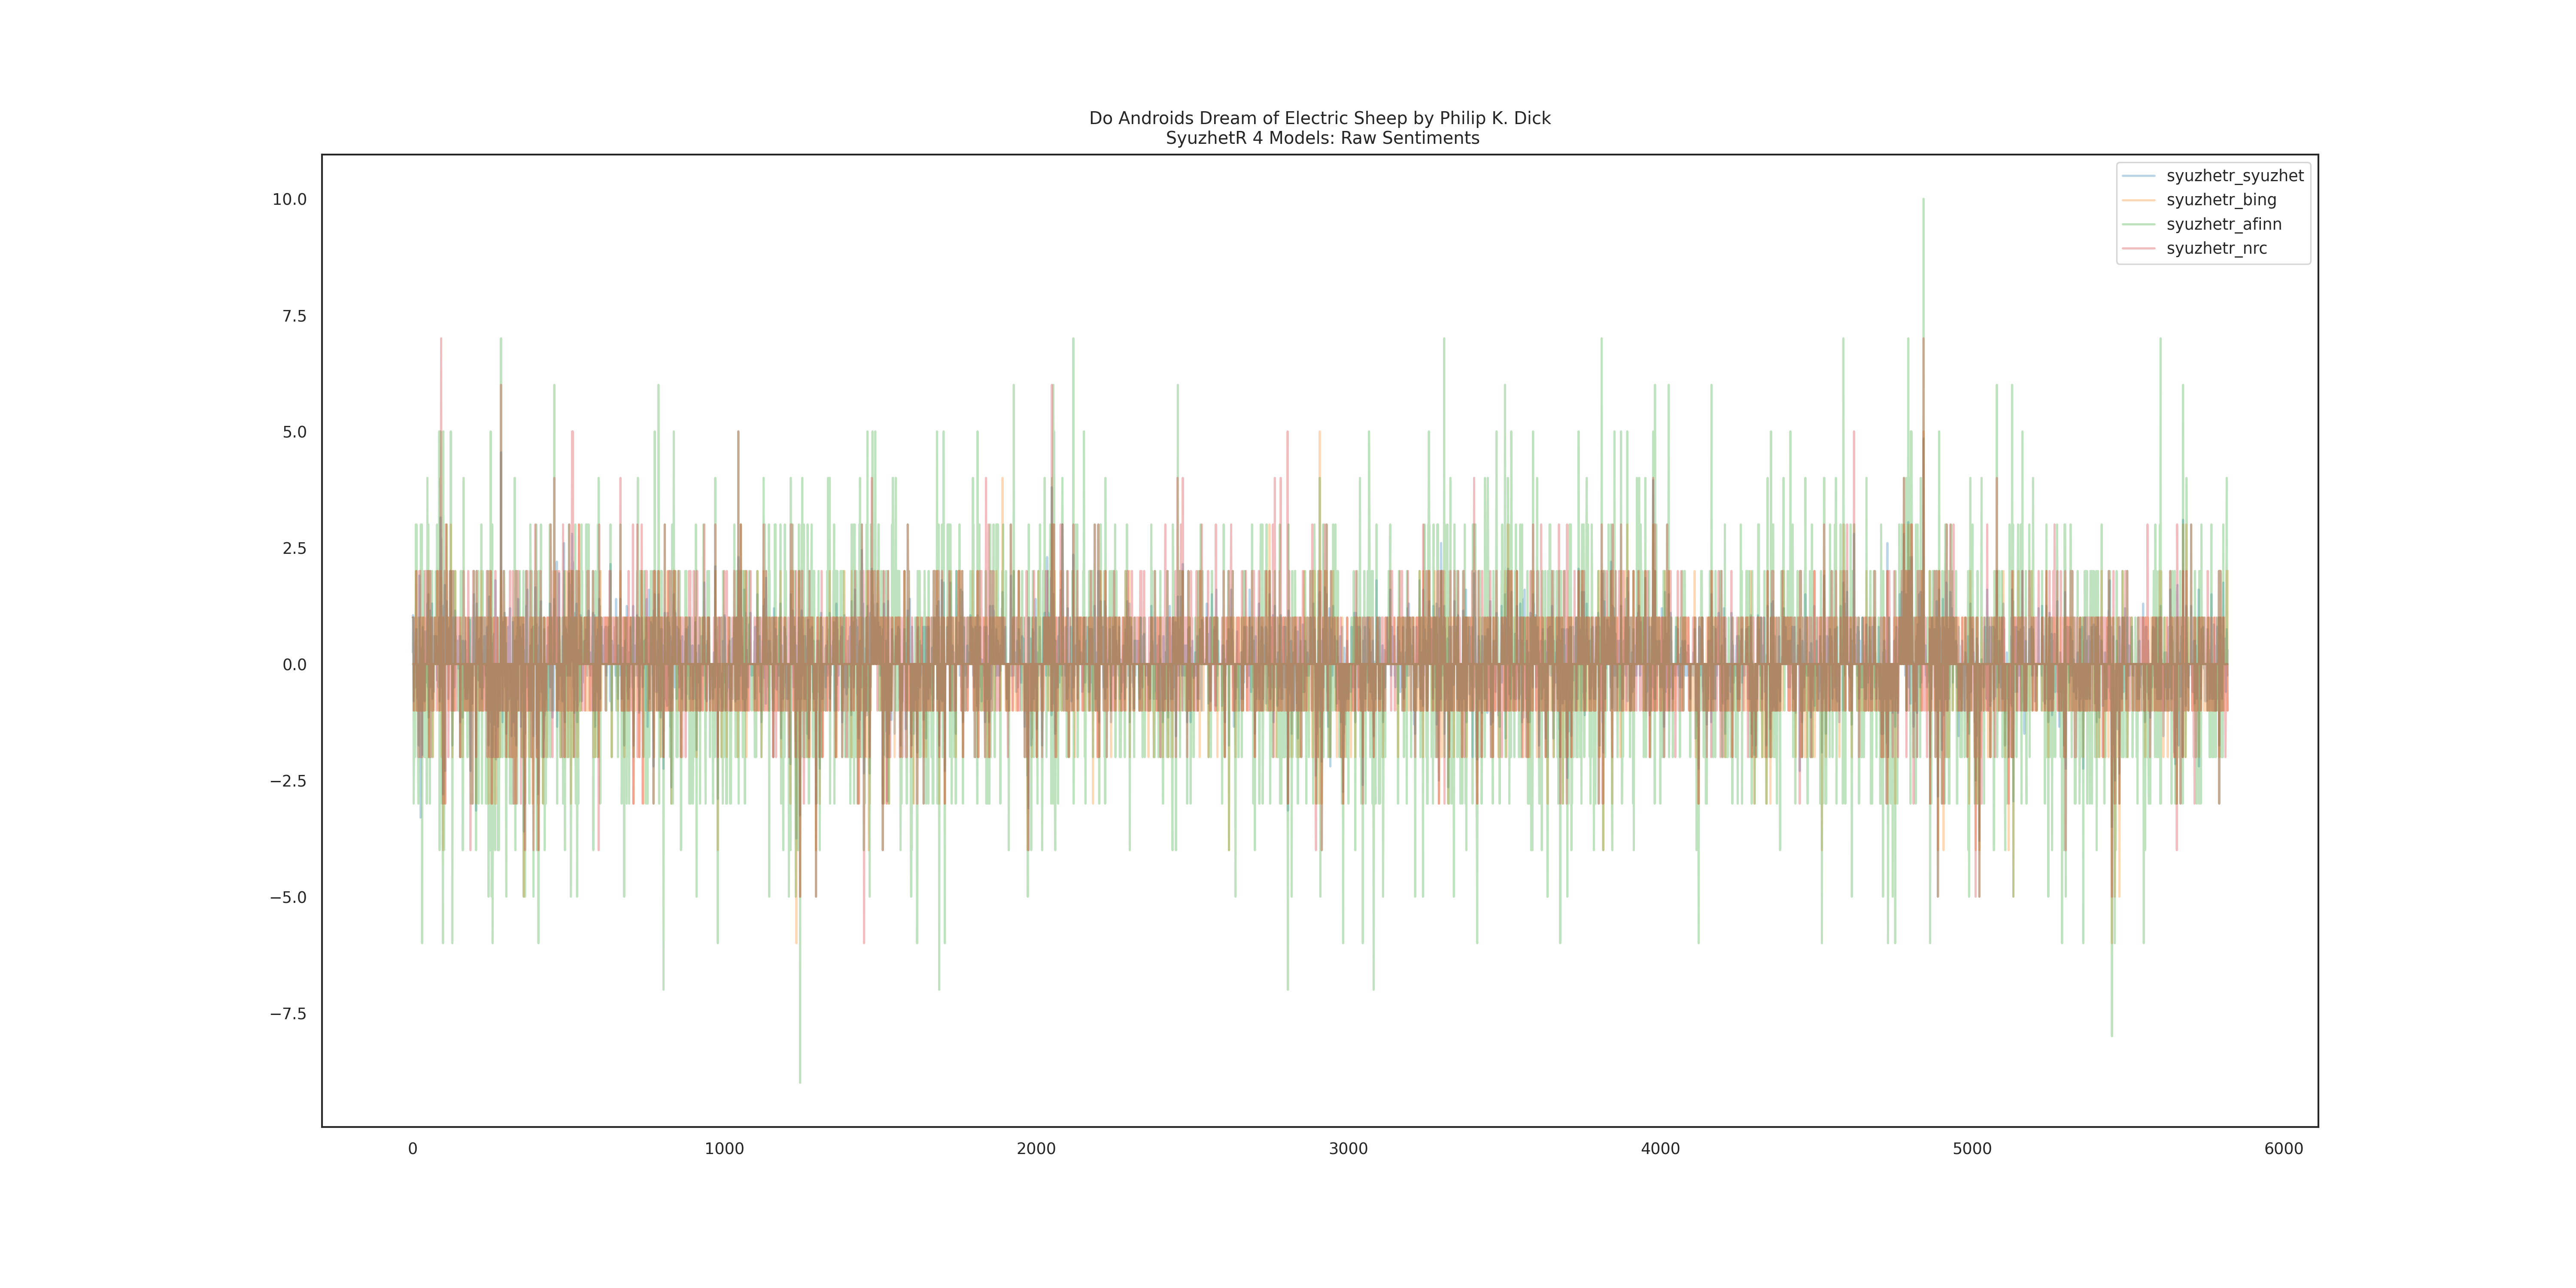 Do Androids Dream of Electric Sheep by Philip K. Dick
SyuzhetR 4 Models: Raw Sentiments
syuzhetr_syuzhet
syuzhetr_bing
syuzhetr_afinn
syuzhetr_nrc
10.0
7.5
5.0
2.5
0.0
−2.5
−5.0
−7.5
0 1000 2000 3000 4000 5000 6000